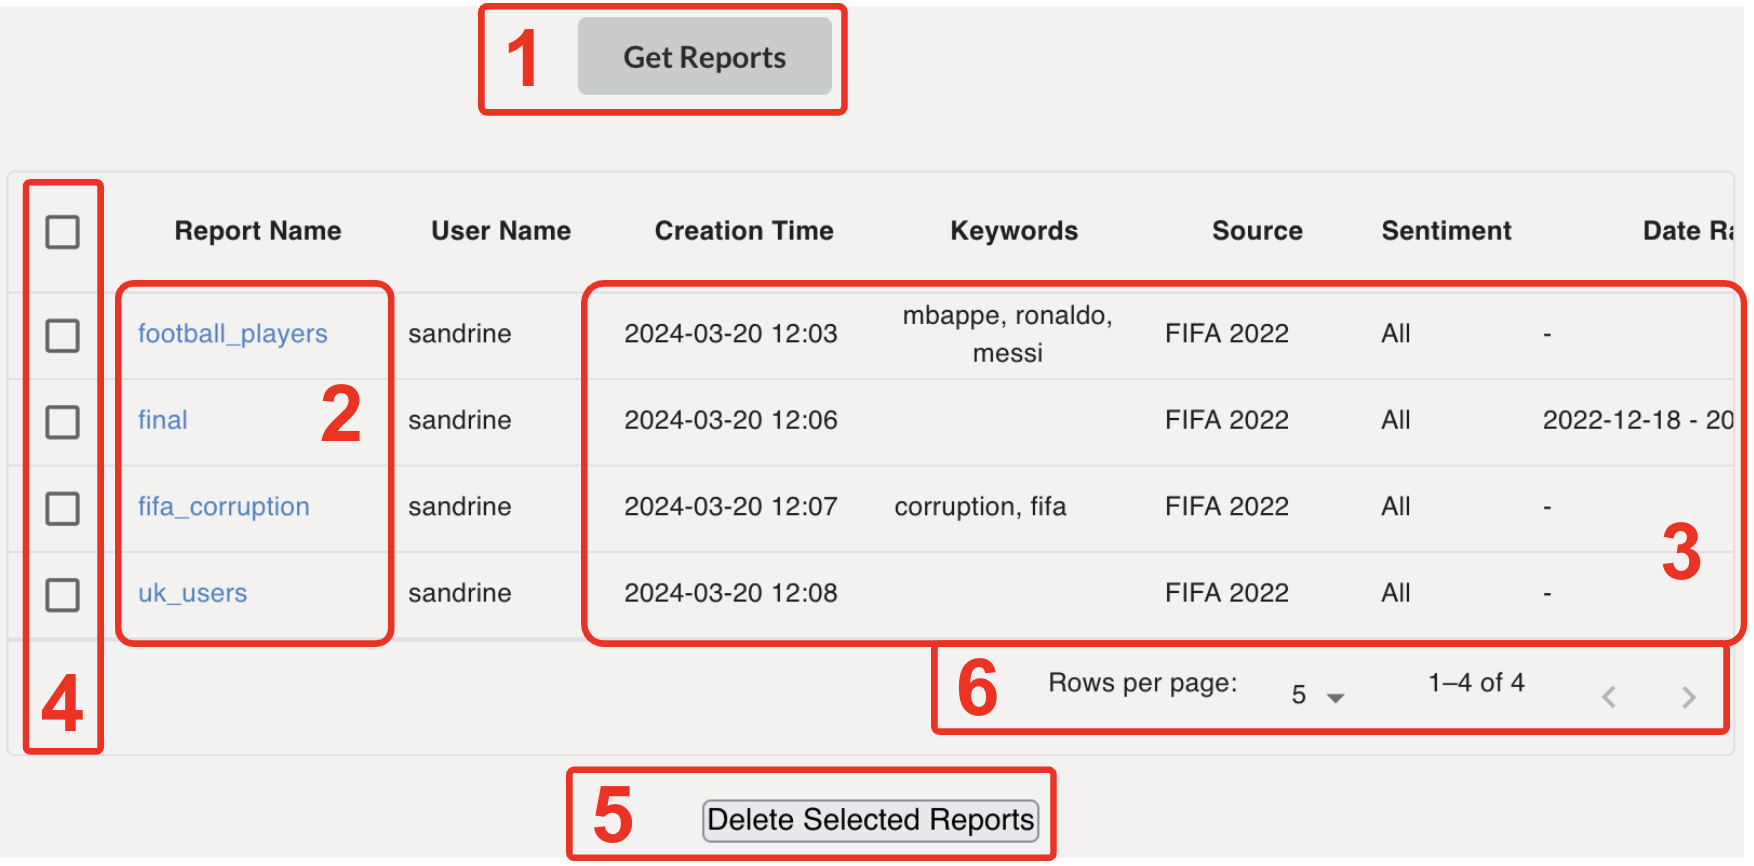 1 Get Reports
Report Name User Name Creation Time Keywords Source Sentiment Date Ra
football_players sandrine 2024-03-20 12:03 mbappe, ronaldo, FIFA 2022 All -
messi
final 2 sandrine 2024-03-20 12:06 FIFA 2022 All 2022-12-18 - 20
fifa_corruption sandrine 2024-03-20 12:07 corruption, fifa FIFA 2022 All -
3
uk_users sandrine 2024-03-20 12:08 FIFA 2022 All -
4 6 Rows per page: 5 1–4 of 4
5 Delete Selected Reports